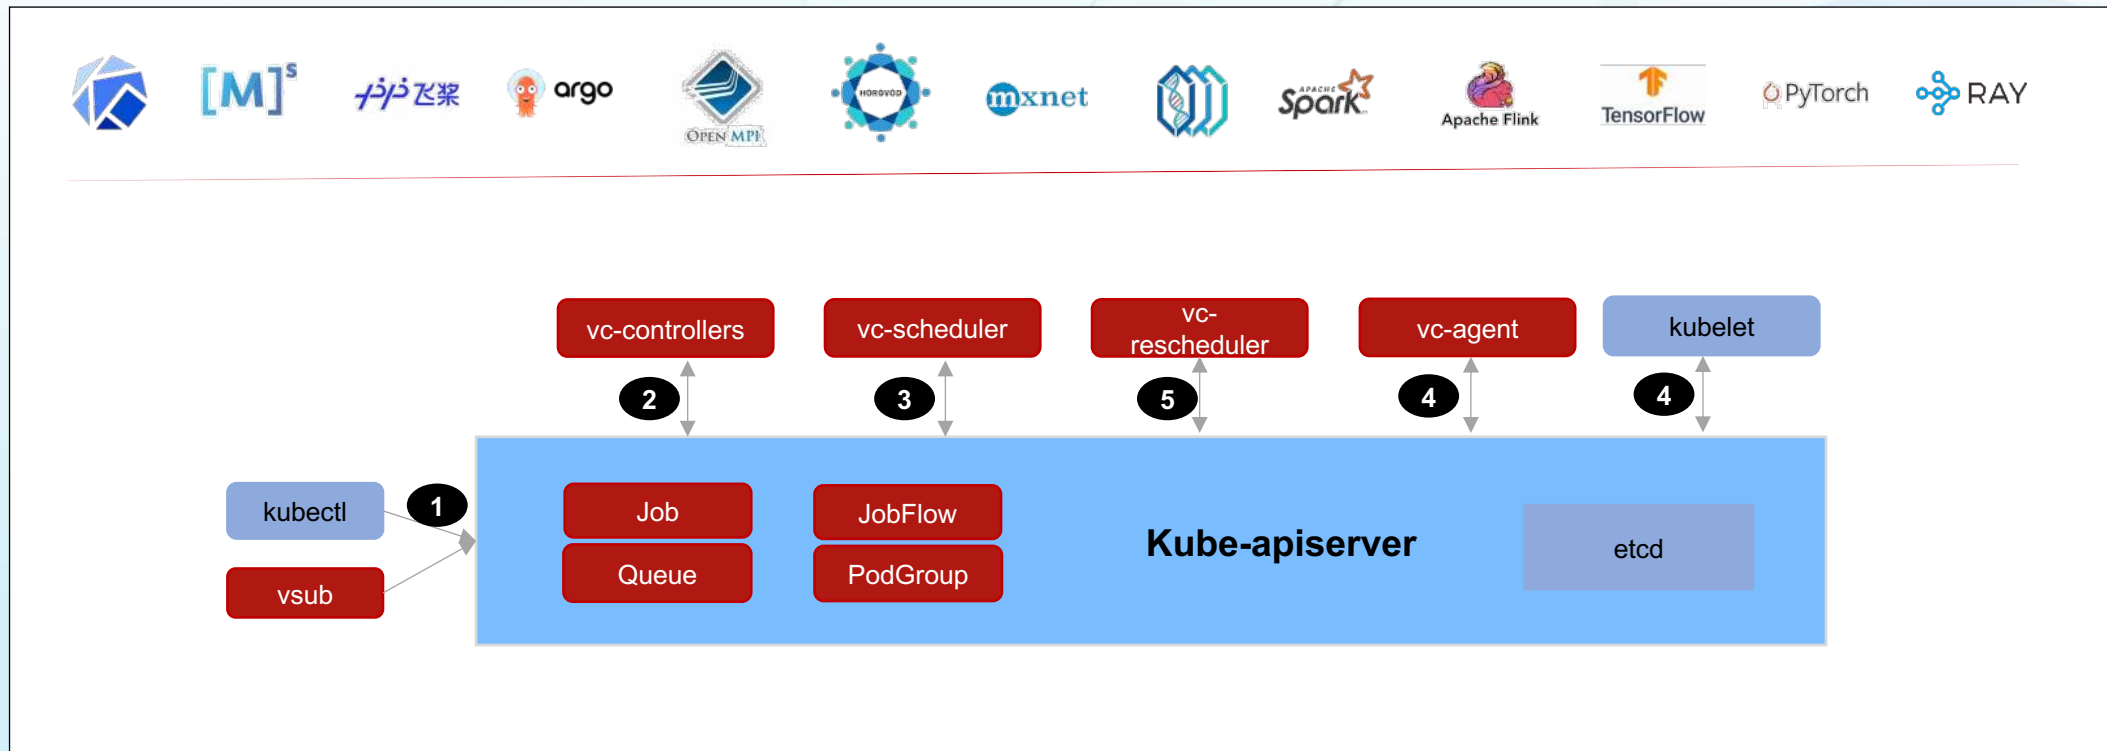 [M]s
飞桨
argo
OPEN MPI
HOROVOD
mxnet
APACHE
Spark
Apache Flink
TensorFlow
PyTorch
RAY
vc-controllers
vc-scheduler
vc-
rescheduler
vc-agent
kubelet
2
3
5
4
4
kubectl
1
vsub
Job
JobFlow
Queue
PodGroup
Kube-apiserver
etcd